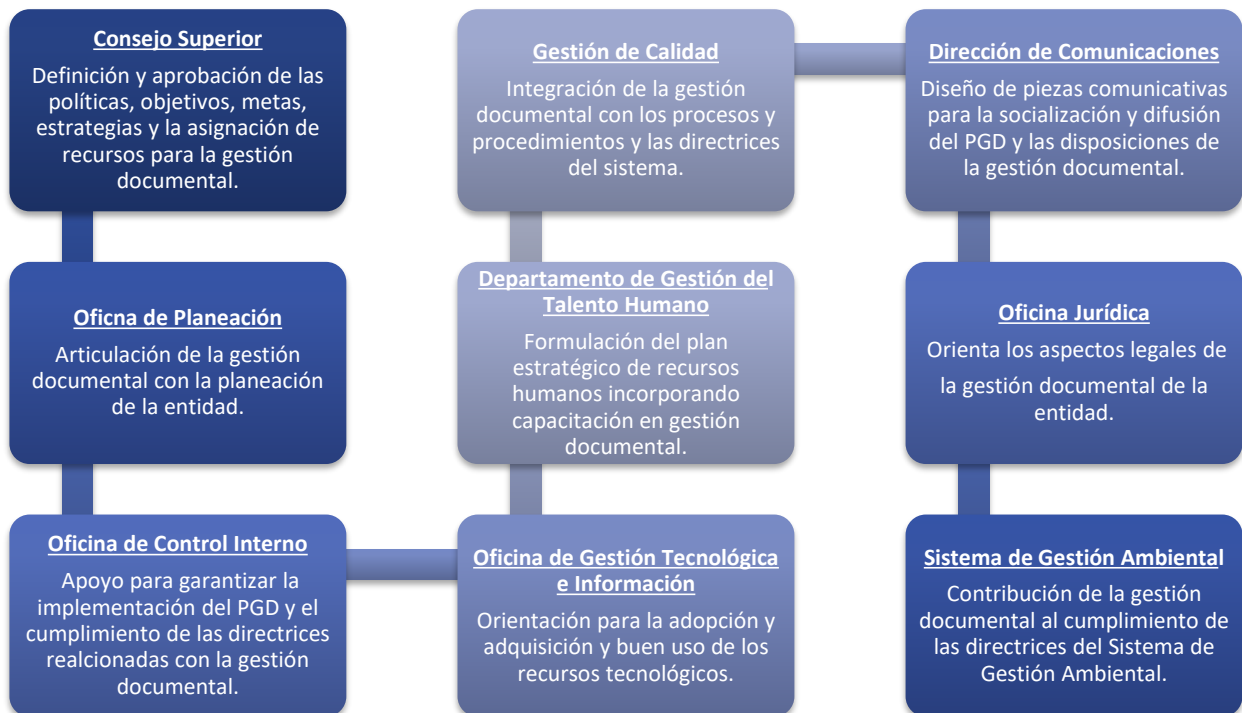 Consejo Superior
Definición y aprobación de las
políticas, objetivos, metas,
estrategias y la asignación de
recursos para la gestión
documental.
Oficna de Planeación
Articulación de la gestión
documental con la planeación
de la entidad.
Oficina de Control Interno
Apoyo para garantizar la
implementación del PGD y el
cumplimiento de las directrices
realcionadas con la gestión
documental.
Oficina de Gestión Tecnológica
e Información
Orientación para la adopción y
adquisición y buen uso de los
recursos tecnológicos.
Departamento de Gestión del
Talento Humano
Formulación del plan
estratégico de recursos
humanos incorporando
capacitación en gestión
documental.
Gestión de Calidad
Integración de la gestión
documental con los procesos y
procedimientos y las directrices
del sistema.
Dirección de Comunicaciones
Diseño de piezas comunicativas
para la socialización y difusión
del PGD y las disposiciones de
la gestión documental.
Oficina Jurídica
Orienta los aspectos legales de
la gestión documental de la
entidad.
Sistema de Gestión Ambiental
Contribución de la gestión
documental al cumplimiento de
las directrices del Sistema de
Gestión Ambiental.